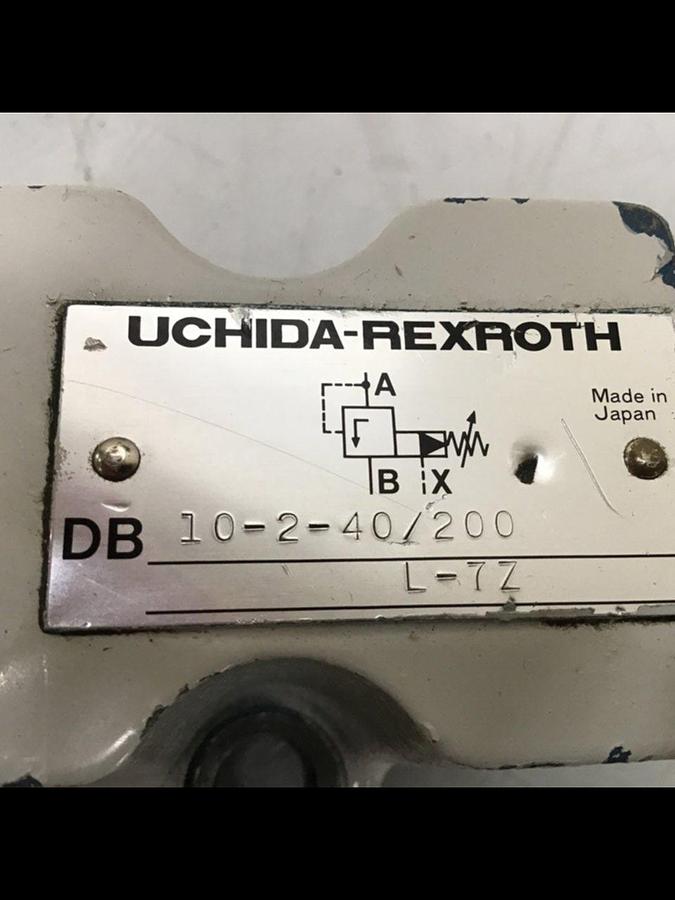 UCHIDA-REXROTH
A
Made in
Japan
B X
DB 10-2-40/200
L-7Z